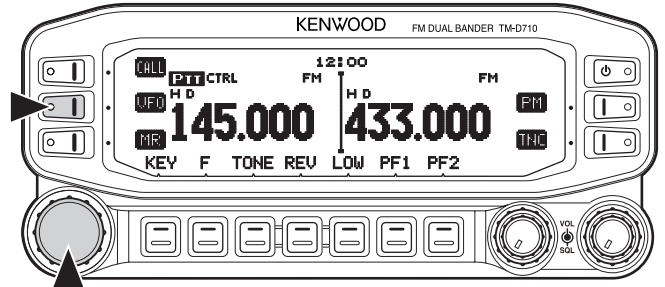 KENWOOD FM DUAL BANDER TM-D710
12:00
CALL PTT CTRL FM FM
VFO H D H D PM
MR 145.000 433.000 TNC
KEY F TONE REV LOW PF1 PF2
VOL
SQL